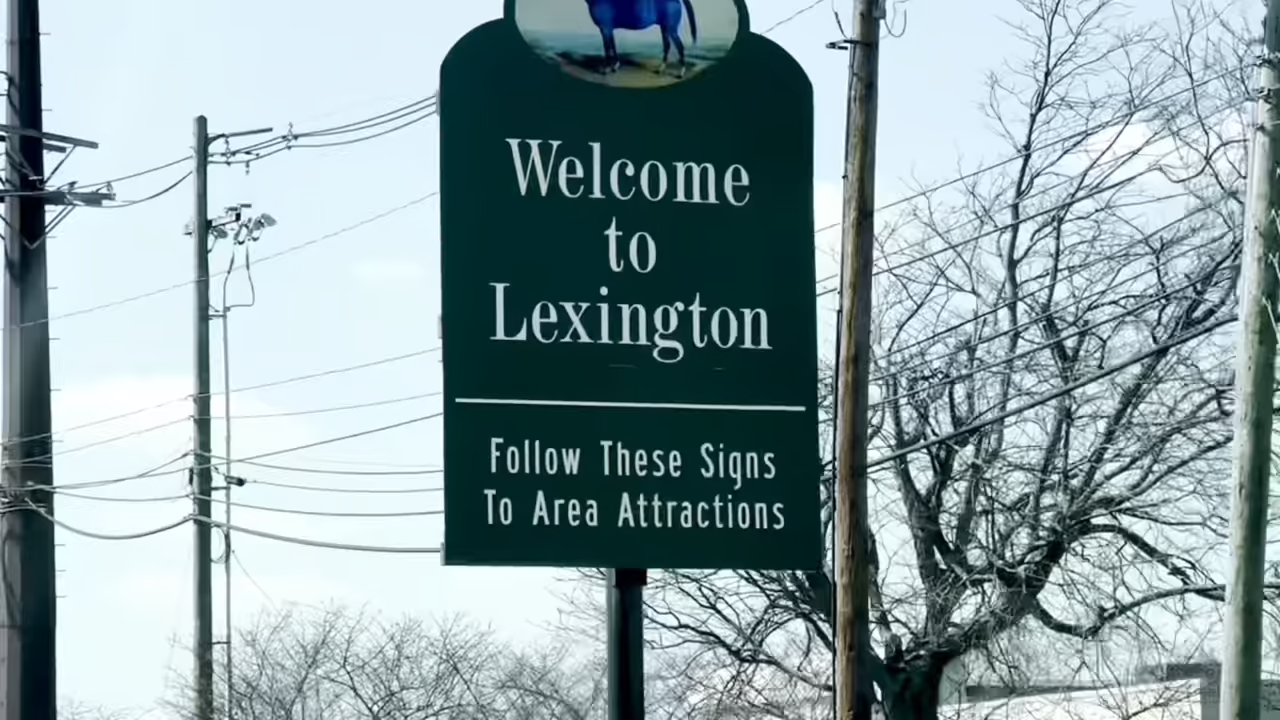 Welcome
to
Lexington
Follow These Signs
To Area Attractions